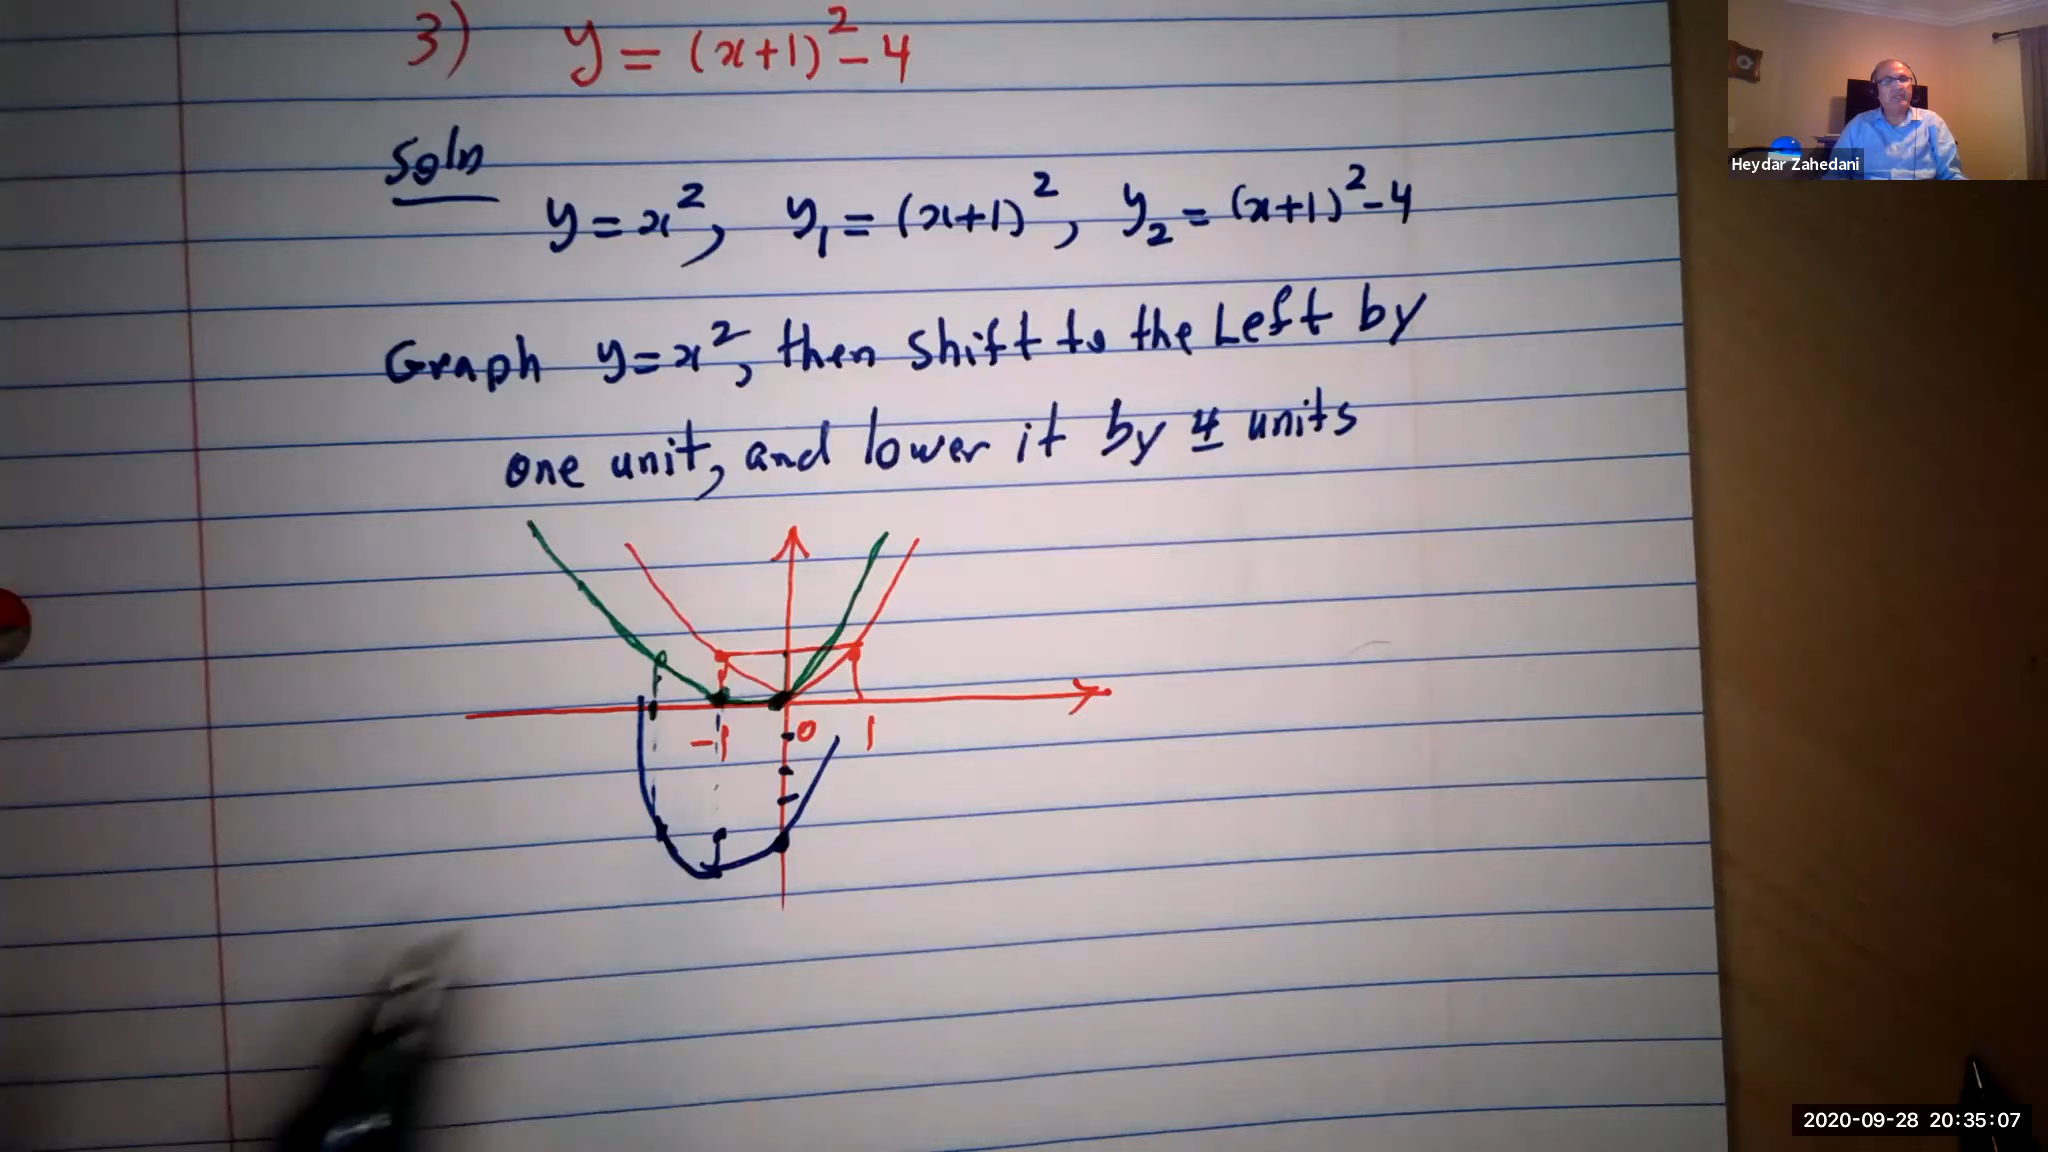 3) y = (x+1)² - 4
Soln
y = x², y₁ = (x+1)², y₂ = (x+1)² - 4
Graph y = x², then shift to the Left by
one unit, and lower it by 4 units
-1 0 1
Heydar Zahedani
2020-09-28 20:35:07